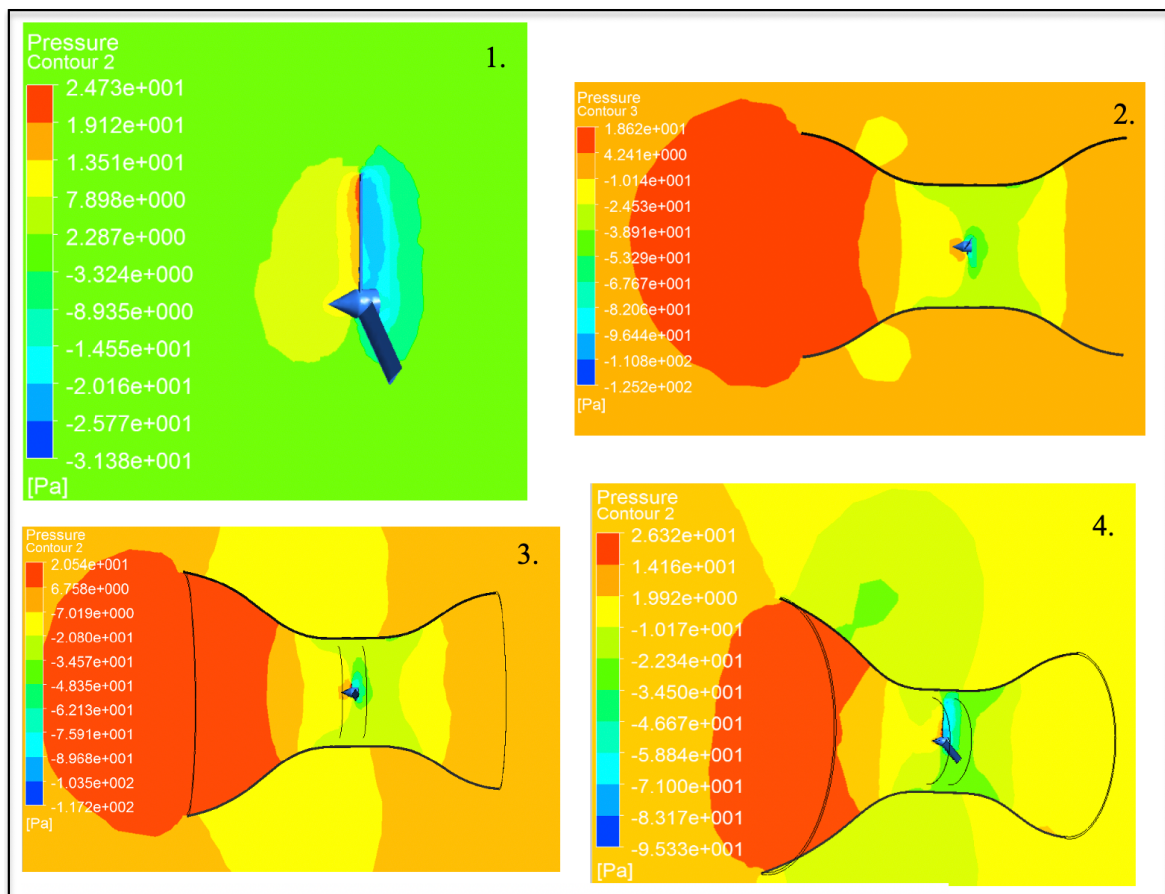 Pressure
Contour 2
1.
2.473e+001
1.912e+001
1.351e+001
7.898e+000
2.287e+000
-3.324e+000
-8.935e+000
-1.455e+001
-2.016e+001
-2.577e+001
-3.138e+001
[Pa]
Pressure
Contour 3
2.
1.862e+001
4.241e+000
-1.014e+001
-2.453e+001
-3.891e+001
-5.329e+001
-6.767e+001
-8.206e+001
-9.644e+001
-1.108e+002
-1.252e+002
[Pa]
Pressure
Contour 2
3.
2.054e+001
6.758e+000
-7.019e+000
-2.080e+001
-3.457e+001
-4.835e+001
-6.213e+001
-7.591e+001
-8.968e+001
-1.035e+002
-1.172e+002
[Pa]
Pressure
Contour 2
4.
2.632e+001
1.416e+001
1.992e+000
-1.017e+001
-2.234e+001
-3.450e+001
-4.667e+001
-5.884e+001
-7.100e+001
-8.317e+001
-9.533e+001
[Pa]